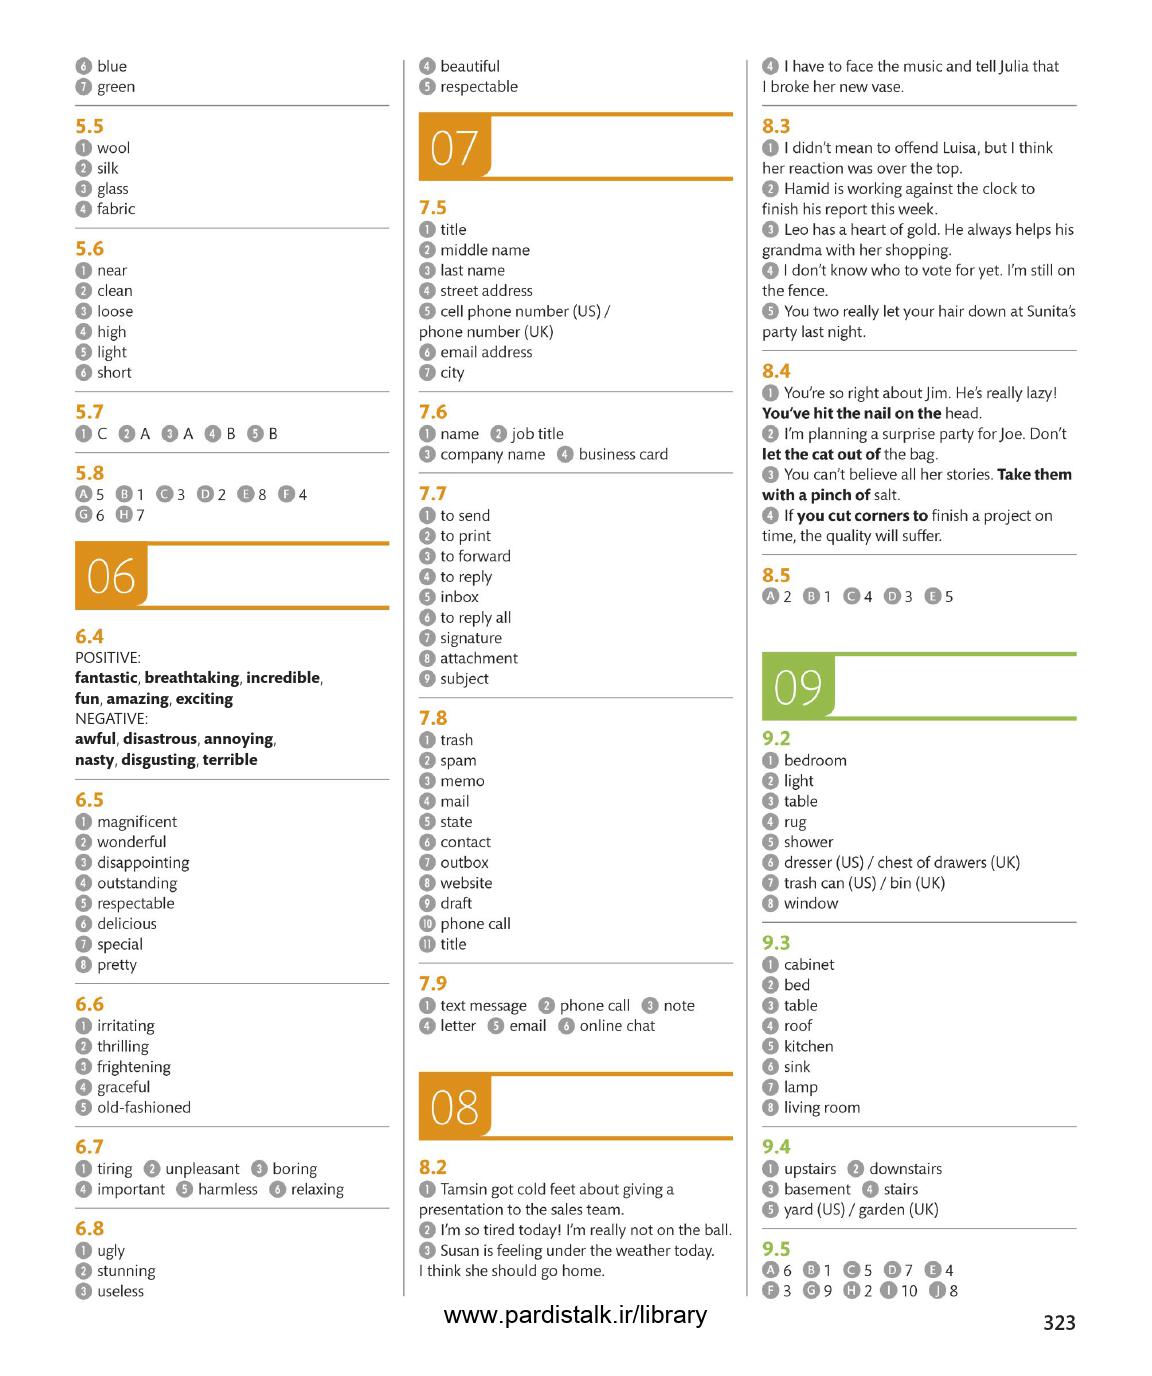 6 blue
7 green
5.5
1 wool
2 silk
3 glass
4 fabric
5.6
1 near
2 clean
3 loose
4 high
5 light
6 short
5.7
1 C 2 A 3 A 4 B 5 B
5.8
A 5 B 1 C 3 D 2 E 8 F 4
G 6 H 7
06
6.4
POSITIVE:
fantastic, breathtaking, incredible,
fun, amazing, exciting
NEGATIVE:
awful, disastrous, annoying,
nasty, disgusting, terrible
6.5
1 magnificent
2 wonderful
3 disappointing
4 outstanding
5 respectable
6 delicious
7 special
8 pretty
6.6
1 irritating
2 thrilling
3 frightening
4 graceful
5 old-fashioned
6.7
1 tiring 2 unpleasant 3 boring
4 important 5 harmless 6 relaxing
6.8
1 ugly
2 stunning
3 useless
4 beautiful
5 respectable
07
7.5
1 title
2 middle name
3 last name
4 street address
5 cell phone number (US) /
phone number (UK)
6 email address
7 city
7.6
1 name 2 job title
3 company name 4 business card
7.7
1 to send
2 to print
3 to forward
4 to reply
5 inbox
6 to reply all
7 signature
8 attachment
9 subject
7.8
1 trash
2 spam
3 memo
4 mail
5 state
6 contact
7 outbox
8 website
9 draft
10 phone call
11 title
7.9
1 text message 2 phone call 3 note
4 letter 5 email 6 online chat
08
8.2
1 Tamsin got cold feet about giving a
presentation to the sales team.
2 I'm so tired today! I'm really not on the ball.
3 Susan is feeling under the weather today.
I think she should go home.
4 I have to face the music and tell Julia that
I broke her new vase.
8.3
1 I didn't mean to offend Luisa, but I think
her reaction was over the top.
2 Hamid is working against the clock to
finish his report this week.
3 Leo has a heart of gold. He always helps his
grandma with her shopping.
4 I don't know who to vote for yet. I'm still on
the fence.
5 You two really let your hair down at Sunita's
party last night.
8.4
1 You're so right about Jim. He's really lazy!
You've hit the nail on the head.
2 I'm planning a surprise party for Joe. Don't
let the cat out of the bag.
3 You can't believe all her stories. Take them
with a pinch of salt.
4 If you cut corners to finish a project on
time, the quality will suffer.
8.5
A 2 B 1 C 4 D 3 E 5
09
9.2
1 bedroom
2 light
3 table
4 rug
5 shower
6 dresser (US) / chest of drawers (UK)
7 trash can (US) / bin (UK)
8 window
9.3
1 cabinet
2 bed
3 table
4 roof
5 kitchen
6 sink
7 lamp
8 living room
9.4
1 upstairs 2 downstairs
3 basement 4 stairs
5 yard (US) / garden (UK)
9.5
A 6 B 1 C 5 D 7 E 4
F 3 G 9 H 2 I 10 J 8
www.pardistalk.ir/library
323